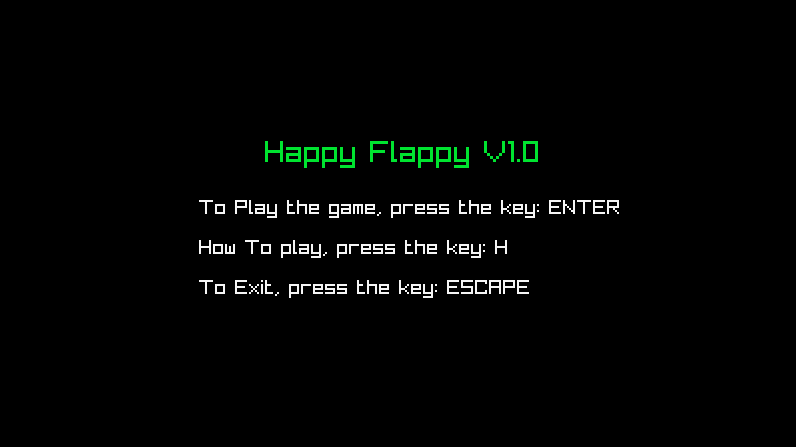 Happy Flappy V1.0
To Play the game, press the key: ENTER
How To play, press the key: H
To Exit, press the key: ESCAPE